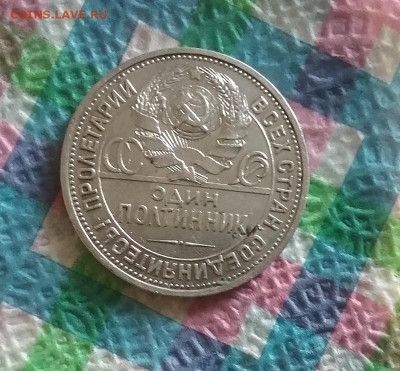 COINS.LAVE.RU
ПРОЛЕТАРИИ ВСЕХ СТРАН, СОЕДИНЯЙТЕСЬ!
ОДИН
ПОЛТИННИК